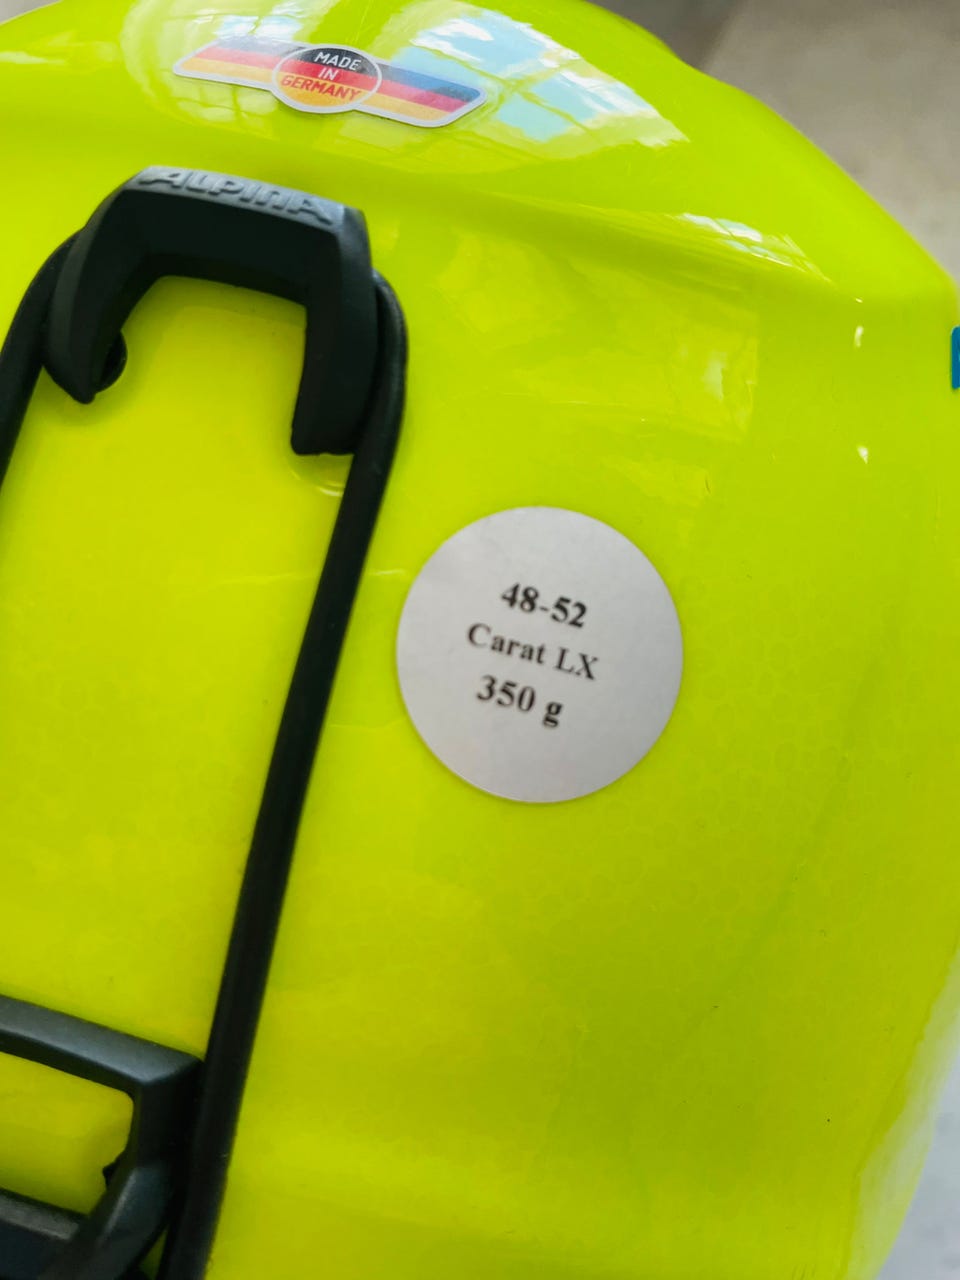 MADE
IN
GERMANY
ALPINA
48-52
Carat LX
350 g